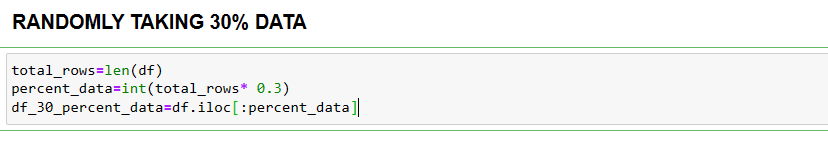 RANDOMLY TAKING 30% DATA
total_rows=len(df)
percent_data=int(total_rows* 0.3)
df_30_percent_data=df.iloc[:percent_data]